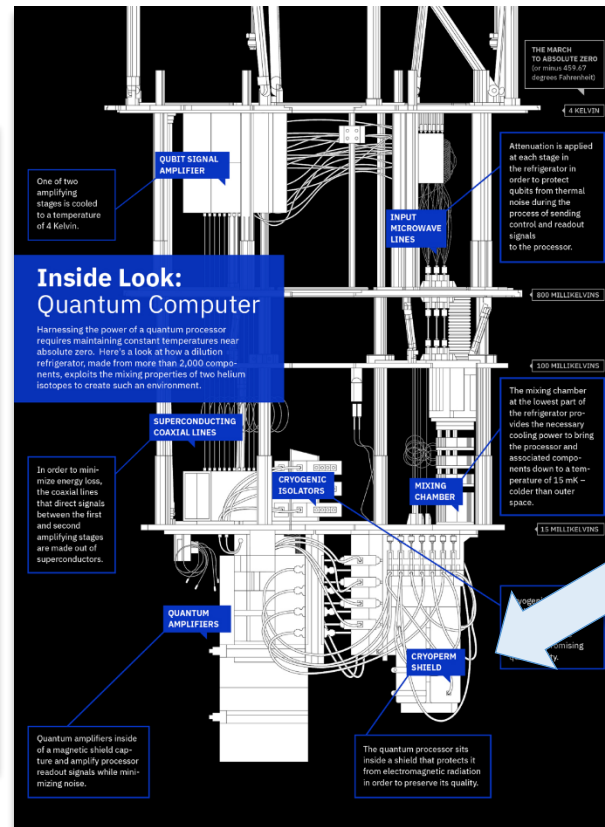 THE MARCH
TO ABSOLUTE ZERO
(or minus 459.67
degrees Fahrenheit)
4 KELVIN
QUBIT SIGNAL
AMPLIFIER
One of two
amplifying
stages is cooled
to a temperature
of 4 Kelvin.
Attenuation is applied
at each stage in
the refrigerator in
order to protect
qubits from thermal
noise during the
process of sending
control and readout
signals
to the processor.
INPUT
MICROWAVE
LINES
Inside Look:
Quantum Computer
Harnessing the power of a quantum processor
requires maintaining constant temperatures near
absolute zero. Here's a look at how a dilution
refrigerator, made from more than 2,000 compo-
nents, exploits the mixing properties of two helium
isotopes to create such an environment.
800 MILLIKELVINS
100 MILLIKELVINS
SUPERCONDUCTING
COAXIAL LINES
The mixing chamber
at the lowest part of
the refrigerator pro-
vides the necessary
cooling power to bring
the processor and
associated compo-
nents down to a tem-
perature of 15 mK –
colder than outer
space.
In order to mini-
mize energy loss,
the coaxial lines
that direct signals
between the first
and second
amplifying stages
are made out of
superconductors.
CRYOGENIC
ISOLATORS
MIXING
CHAMBER
15 MILLIKELVINS
QUANTUM
AMPLIFIERS
CRYOPERM
SHIELD
Quantum amplifiers inside
of a magnetic shield cap-
ture and amplify processor
readout signals while mini-
mizing noise.
The quantum processor sits
inside a shield that protects it
from electromagnetic radiation
in order to preserve its quality.